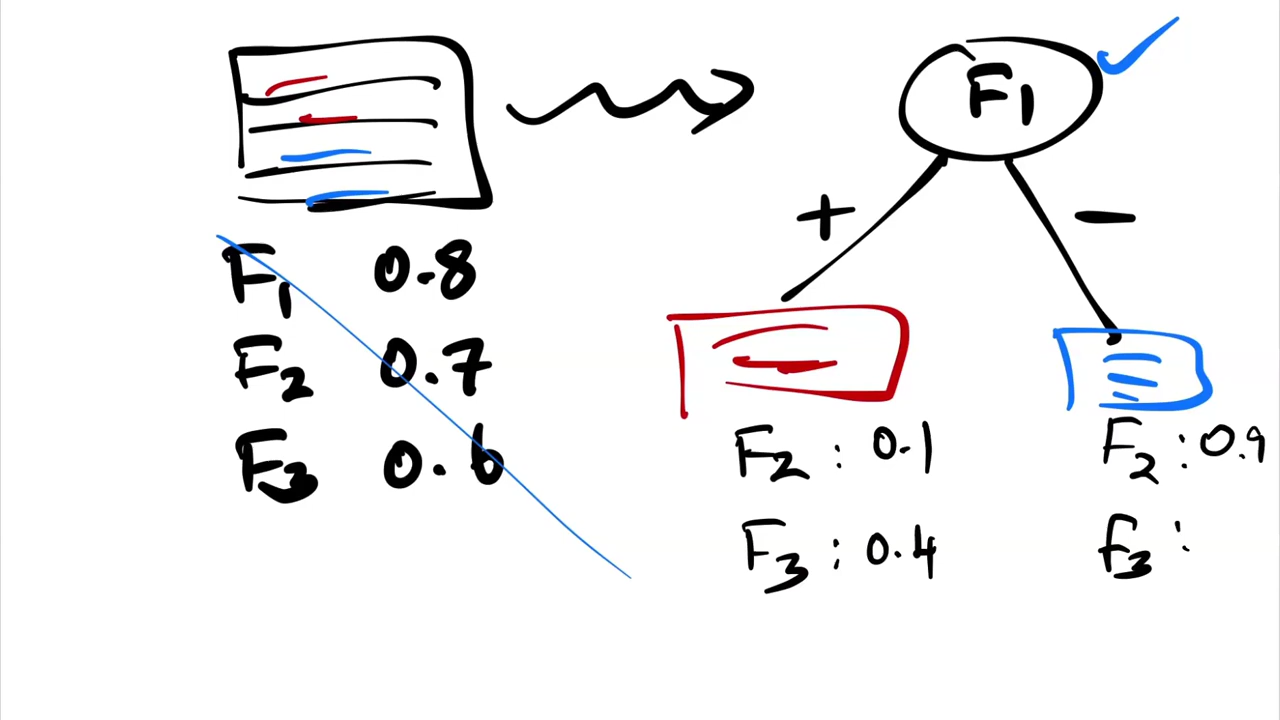 F1
+ −
F1 0.8
F2 0.7
F3 0.6
F2 : 0.1
F3 : 0.4
F2 : 0.9
F3 :